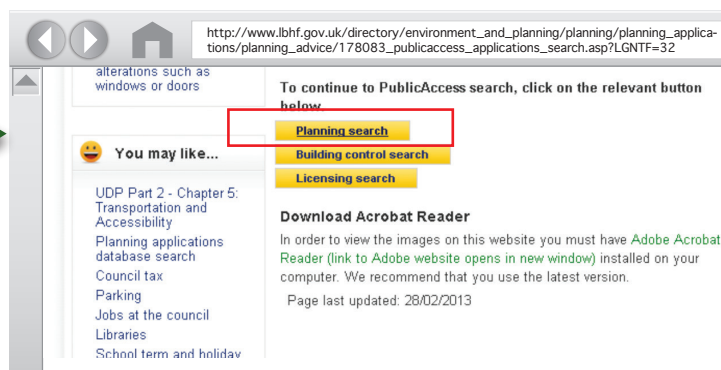 http://www.lbhf.gov.uk/directory/environment_and_planning/planning/planning_applica-
tions/planning_advice/178083_publicaccess_applications_search.asp?LGNTF=32
alterations such as
windows or doors
You may like...
UDP Part 2 - Chapter 5:
Transportation and
Accessibility
Planning applications
database search
Council tax
Parking
Jobs at the council
Libraries
School term and holiday
To continue to PublicAccess search, click on the relevant button
below.
Planning search
Building control search
Licensing search
Download Acrobat Reader
In order to view the images on this website you must have Adobe Acrobat
Reader (link to Adobe website opens in new window) installed on your
computer. We recommend that you use the latest version.
Page last updated: 28/02/2013